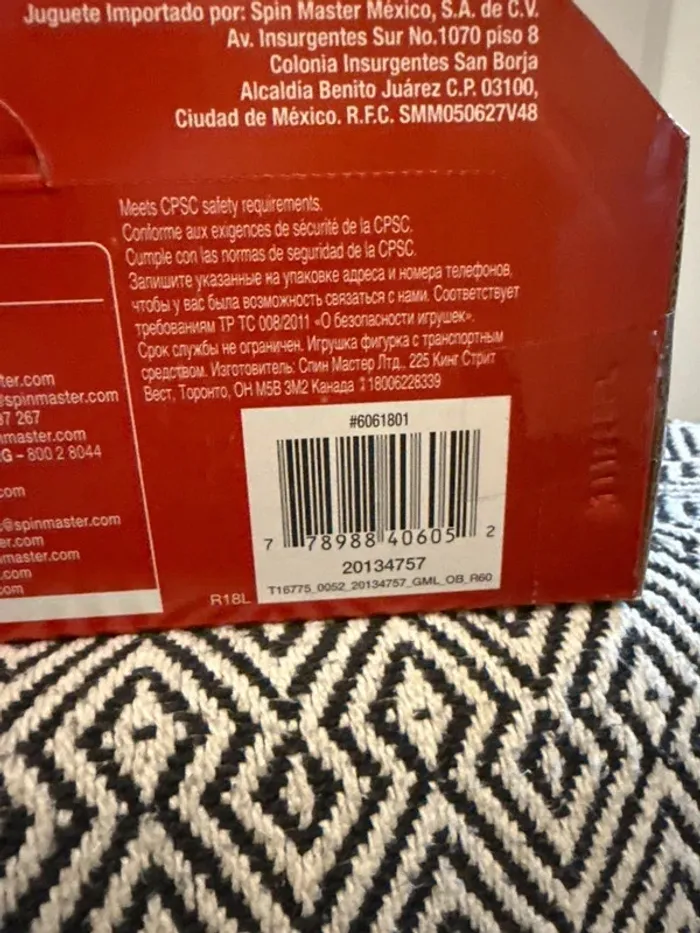 Juguete Importado por: Spin Master México, S.A. de C.V.
Av. Insurgentes Sur No.1070 piso 8
Colonia Insurgentes San Borja
Alcaldía Benito Juárez C.P. 03100,
Ciudad de México. R.F.C. SMM050627V48
Meets CPSC safety requirements.
Conforme aux exigences de sécurité de la CPSC.
Cumple con las normas de seguridad de la CPSC.
Запишите указанные на упаковке адреса и номера телефонов,
чтобы у вас была возможность связаться с нами. Соответствует
требованиям ТР ТС 008/2011 «О безопасности игрушек».
Срок службы не ограничен. Игрушка фигурка с транспортным
средством. Изготовитель: Спин Мастер Лтд., 225 Кинг Стрит
Вест, Торонто, ОН M5B 3M2 Канада 18006228339
ter.com
spinmaster.com
37 267
master.com
G – 800 2 8044
com
@spinmaster.com
er.com
master.com
.com
com
#6061801
7 78988 40605 2
20134757
T16775_0052_20134757_GML_OB_R60
R18L